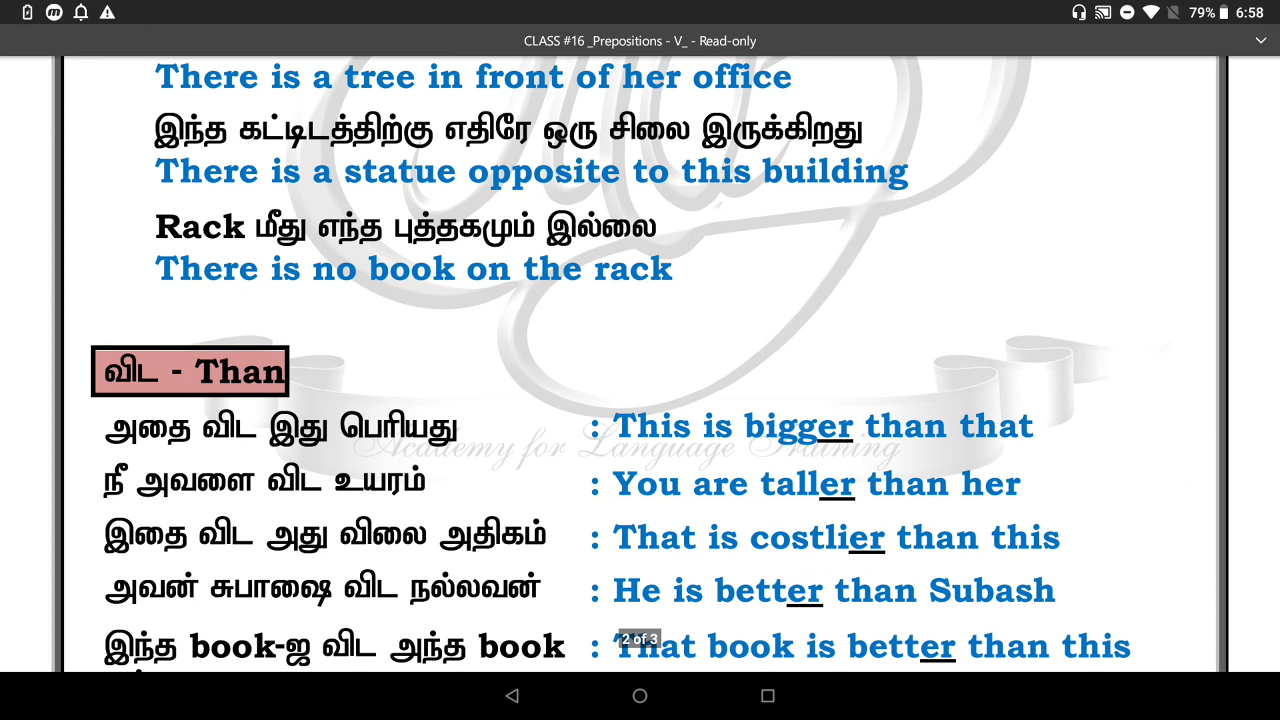 79% 6:58
CLASS #16 _Prepositions - V_ - Read-only
There is a tree in front of her office
இந்த கட்டிடத்திற்கு எதிரே ஒரு சிலை இருக்கிறது
There is a statue opposite to this building
Rack மீது எந்த புத்தகமும் இல்லை
There is no book on the rack
விட - Than
அதை விட இது பெரியது : This is bigger than that
Academy for Language Training
நீ அவளை விட உயரம் : You are taller than her
இதை விட அது விலை அதிகம் : That is costlier than this
அவன் சுபாஷை விட நல்லவன் : He is better than Subash
இந்த book-ஐ விட அந்த book : That book is better than this
2 of 3